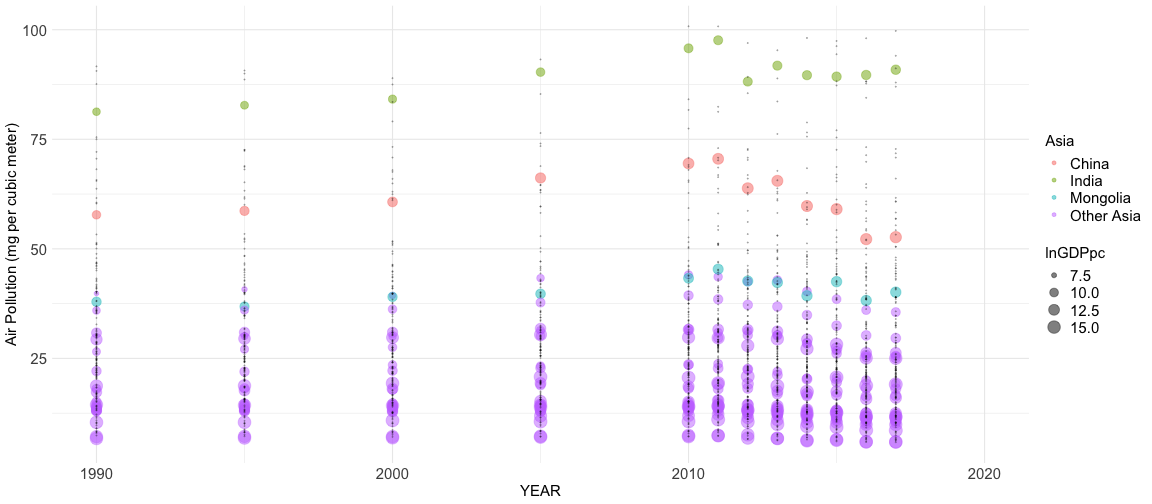 Air Pollution (mg per cubic meter)
100
75
50
25
1990
2000
2010
2020
YEAR
Asia
China
India
Mongolia
Other Asia
lnGDPpc
7.5
10.0
12.5
15.0